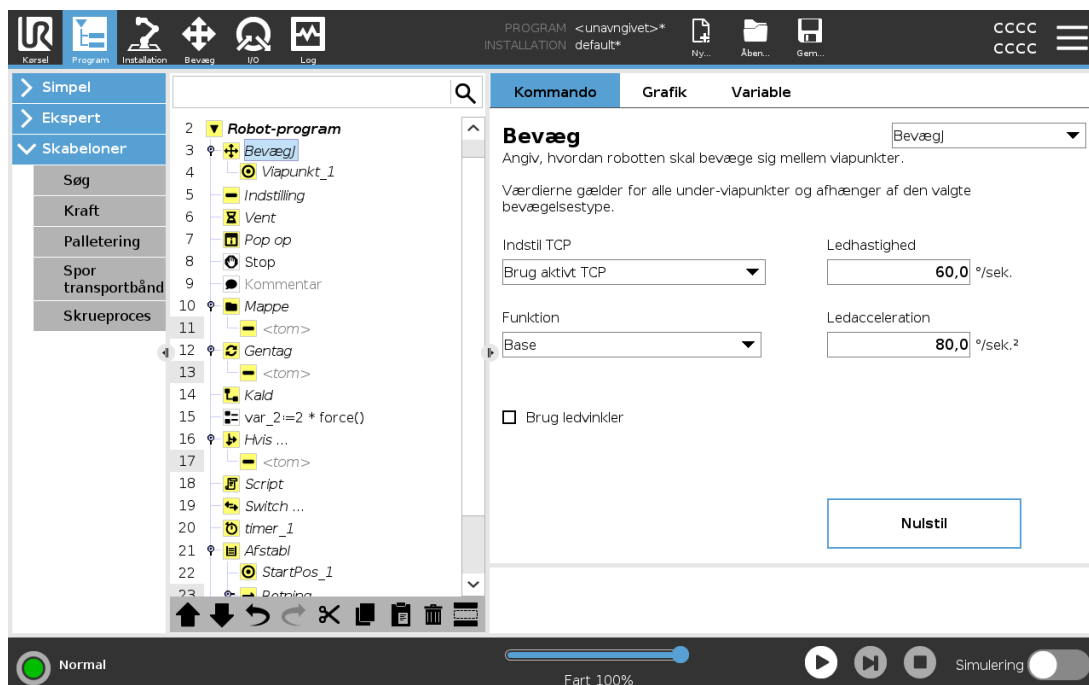 PROGRAM <unavngivet>*
INSTALLATION default*
CCCC
CCCC
Kørsel
Program
Installation
Bevæg
I/O
Log
Ny...
Åben...
Gem...
Simpel
Ekspert
Skabeloner
Søg
Kraft
Palletering
Spor
transportbånd
Skrueproces
2 Robot-program
3 BevægJ
4 Viapunkt_1
5 Indstilling
6 Vent
7 Pop op
8 Stop
9 Kommentar
10 Mappe
11 <tom>
12 Gentag
13 <tom>
14 Kald
15 var_2:=2 * force()
16 Hvis ...
17 <tom>
18 Script
19 Switch ...
20 timer_1
21 Afstabl
22 StartPos_1
23 Retning
Kommando
Grafik
Variable
Bevæg
BevægJ
Angiv, hvordan robotten skal bevæge sig mellem viapunkter.
Værdierne gælder for alle under-viapunkter og afhænger af den valgte
bevægelsestype.
Indstil TCP
Ledhastighed
Brug aktivt TCP
60,0 °/sek.
Funktion
Ledacceleration
Base
80,0 °/sek.²
Brug ledvinkler
Nulstil
Normal
Fart 100%
Simulering